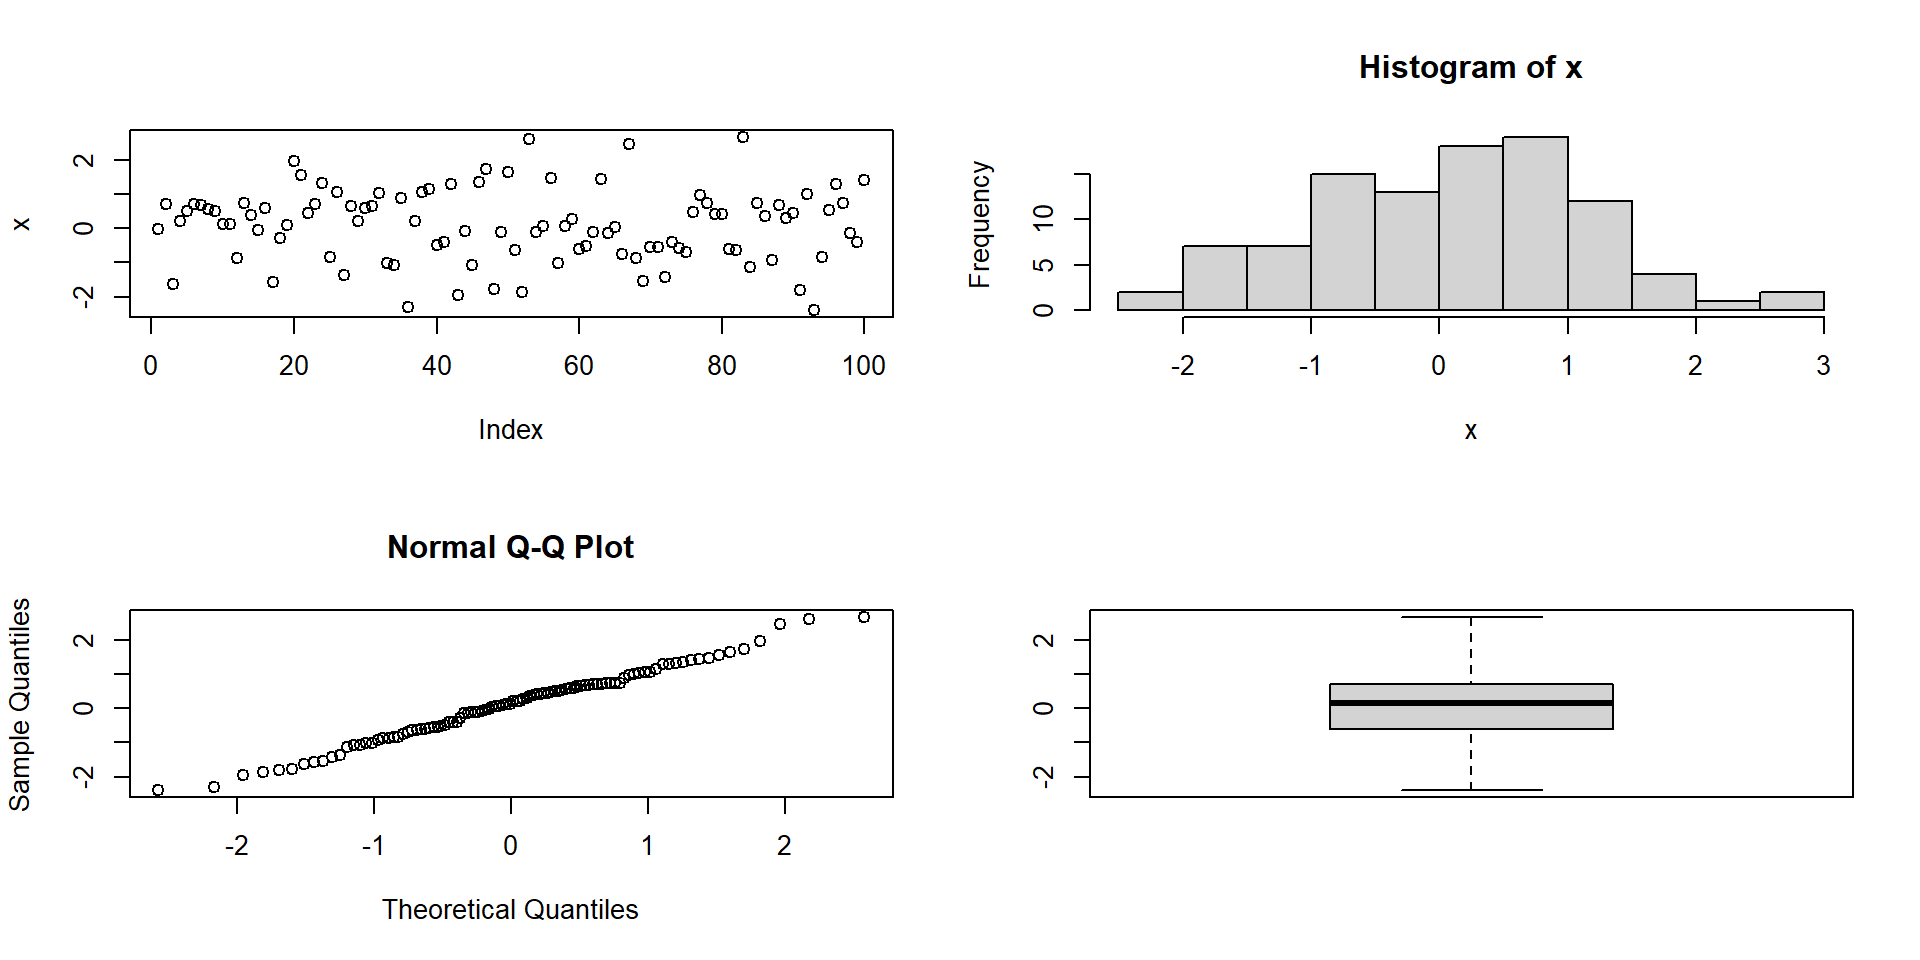 x
2
0
-2
0 20 40 60 80 100
Index
Histogram of x
Frequency
10
5
0
-2 -1 0 1 2 3
x
Normal Q-Q Plot
Sample Quantiles
2
0
-2
-2 -1 0 1 2
Theoretical Quantiles
2
0
-2